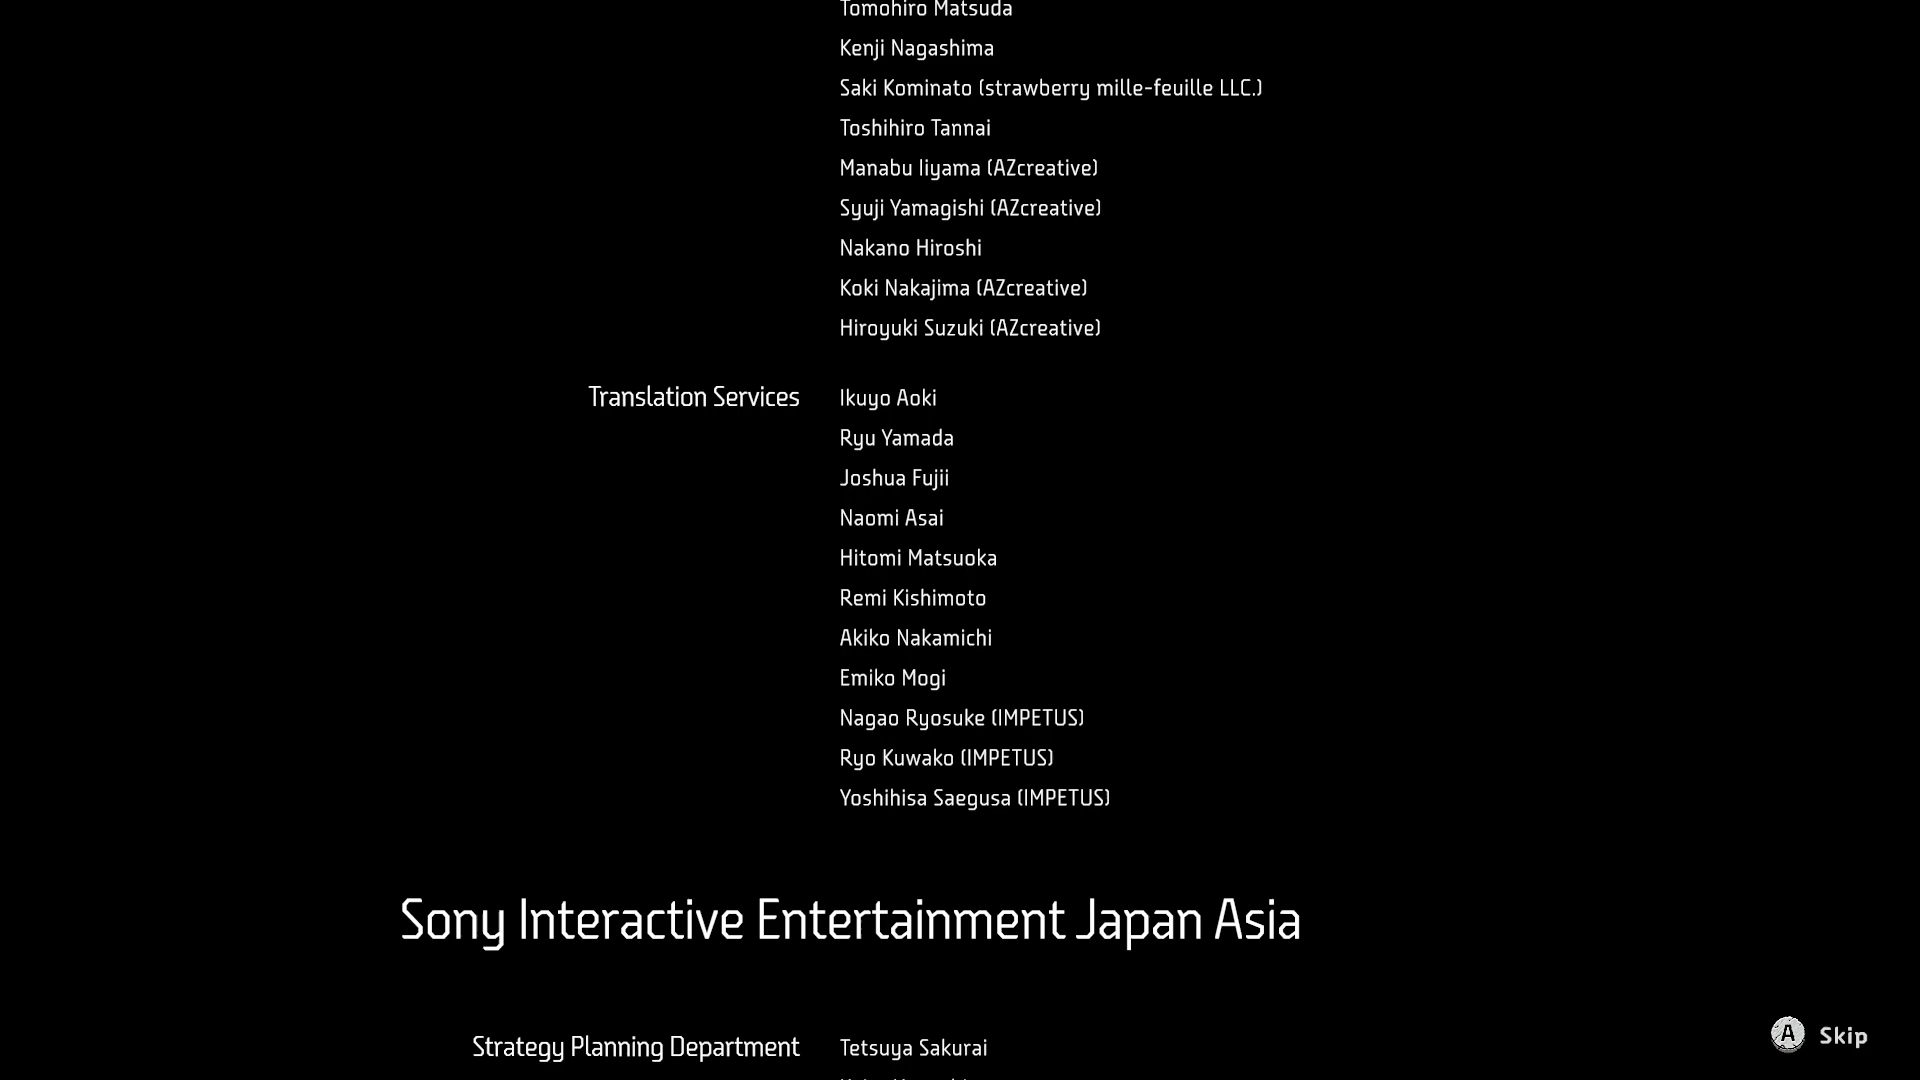 Tomohiro Matsuda
Kenji Nagashima
Saki Kominato (strawberry mille-feuille LLC.)
Toshihiro Tannai
Manabu Iiyama (AZcreative)
Syuji Yamagishi (AZcreative)
Nakano Hiroshi
Koki Nakajima (AZcreative)
Hiroyuki Suzuki (AZcreative)
Translation Services Ikuyo Aoki
Ryu Yamada
Joshua Fujii
Naomi Asai
Hitomi Matsuoka
Remi Kishimoto
Akiko Nakamichi
Emiko Mogi
Nagao Ryosuke (IMPETUS)
Ryo Kuwako (IMPETUS)
Yoshihisa Saegusa (IMPETUS)
Sony Interactive Entertainment Japan Asia
Strategy Planning Department Tetsuya Sakurai
A Skip